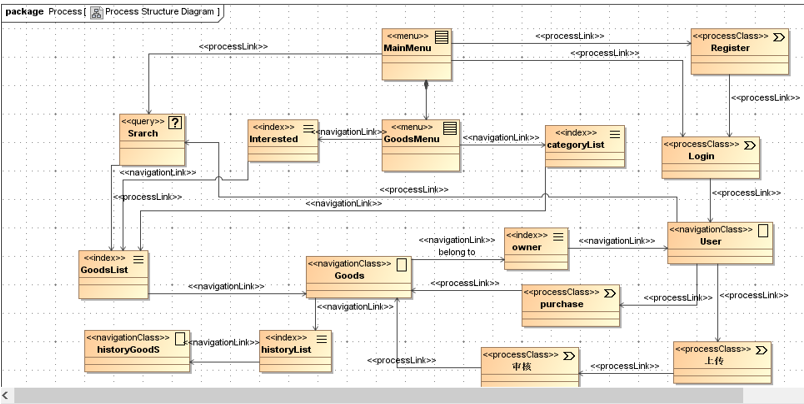 package Process[ Process Structure Diagram ]
<<menu>>
MainMenu
<<processLink>>
<<processClass>>
Register
<<processLink>>
<<processLink>>
<<processLink>>
<<query>>
Srarch
<<index>>
Interested
<<navigationLink>>
<<menu>>
GoodsMenu
<<navigationLink>>
<<index>>
categoryList
<<processClass>>
Login
<<navigationLink>>
<<processLink>>
<<processLink>>
<<processLink>>
<<navigationLink>>
<<index>>
GoodsList
<<navigationLink>>
<<navigationClass>>
Goods
<<navigationLink>>
belong to
<<index>>
owner
<<navigationLink>>
<<navigationClass>>
User
<<processLink>>
<<processClass>>
purchase
<<processLink>>
<<processLink>>
<<navigationLink>>
<<navigationClass>>
historyGoodS
<<navigationLink>>
<<index>>
historyList
<<processLink>>
<<processClass>>
审核
<<processLink>>
<<processClass>>
上传